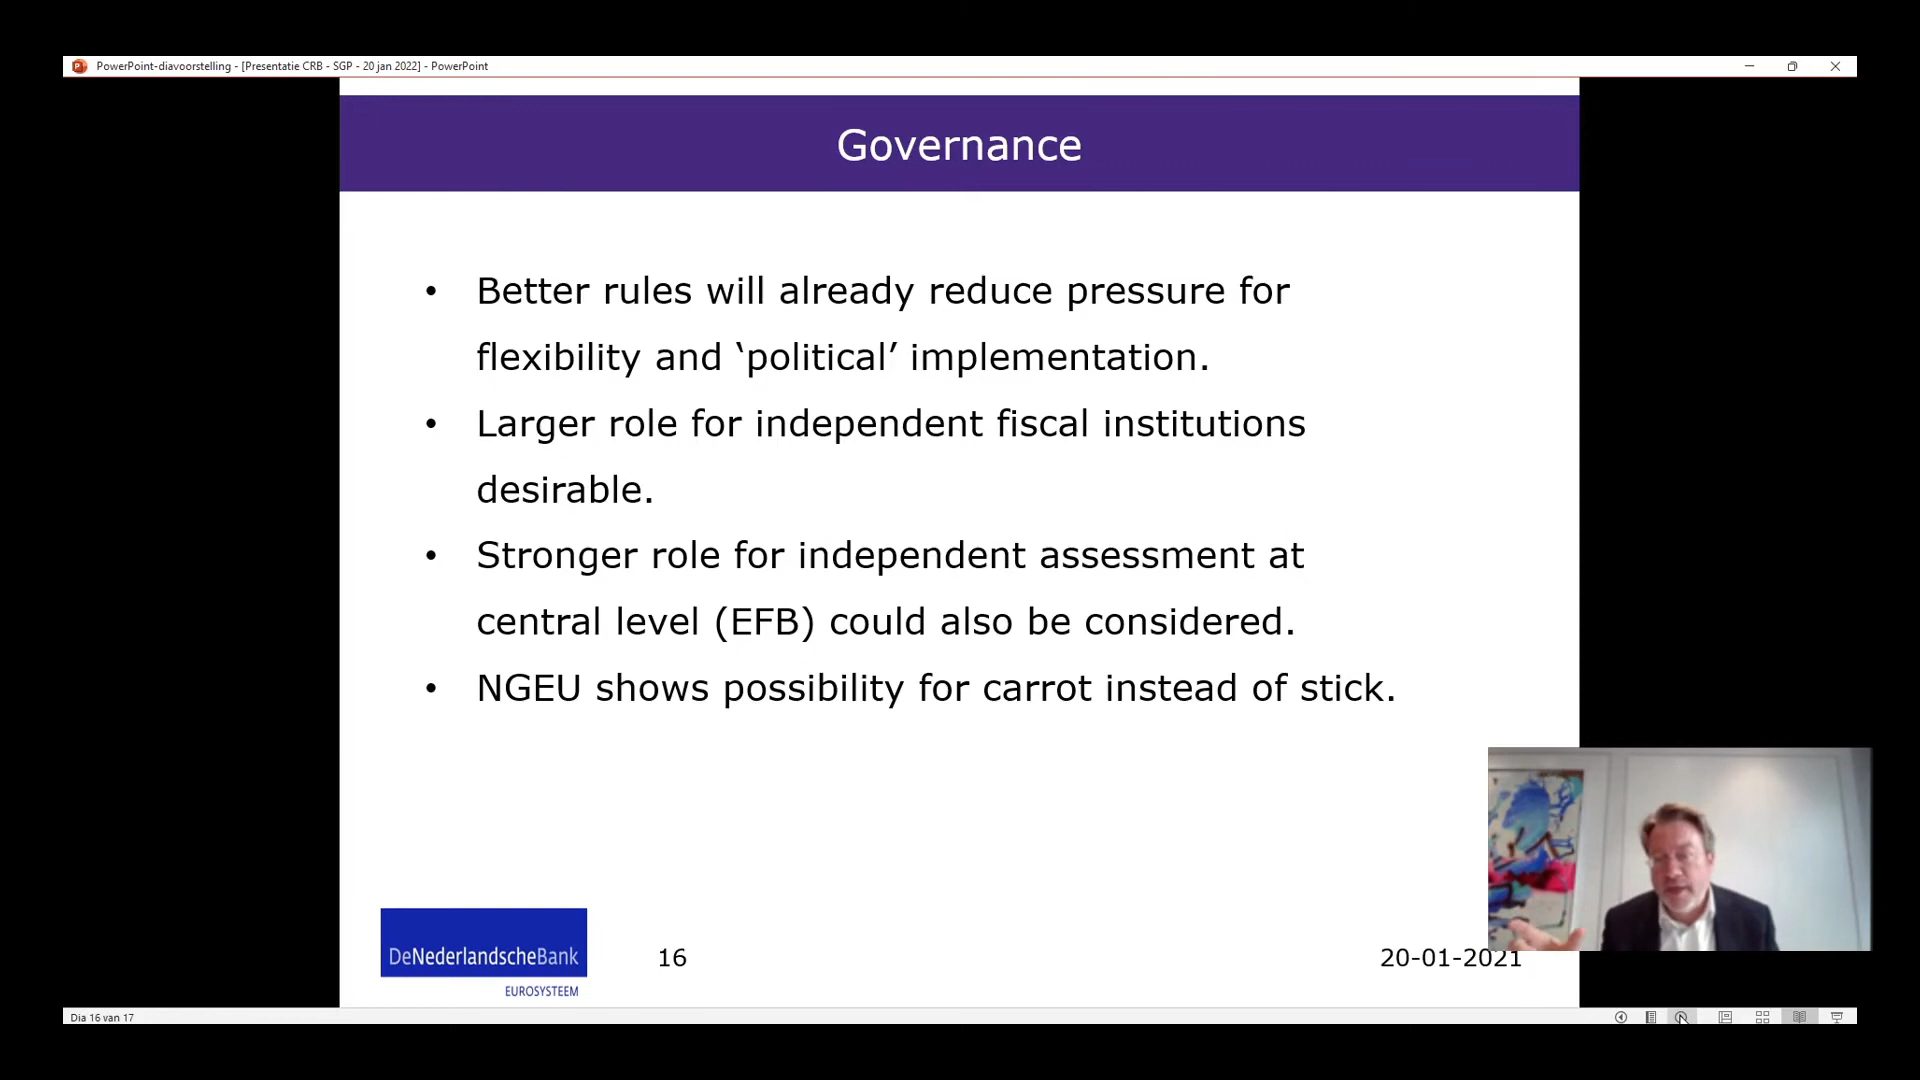 PowerPoint-diavoorstelling - [Presentatie CRB - SGP - 20 jan 2022] - PowerPoint
Governance
• Better rules will already reduce pressure for
flexibility and ‘political’ implementation.
• Larger role for independent fiscal institutions
desirable.
• Stronger role for independent assessment at
central level (EFB) could also be considered.
• NGEU shows possibility for carrot instead of stick.
DeNederlandscheBank
EUROSYSTEEM
16
20-01-2021
Dia 16 van 17